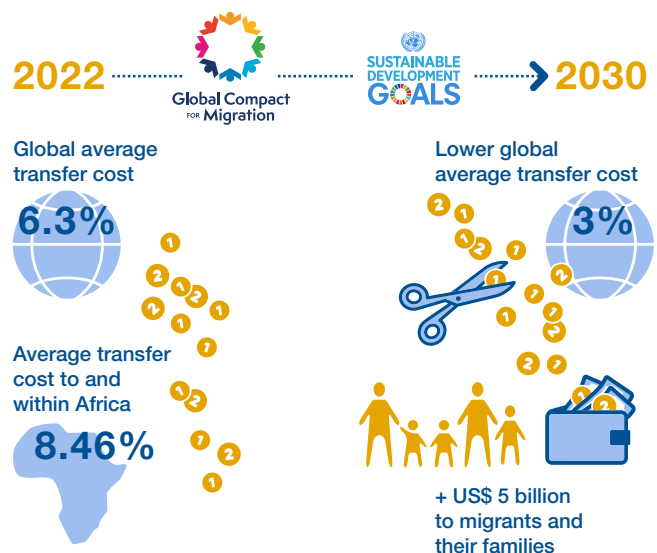 2022
Global Compact
FOR Migration
SUSTAINABLE
DEVELOPMENT
GOALS
2030
Global average
transfer cost
6.3%
Average transfer
cost to and
within Africa
8.46%
Lower global
average transfer cost
3%
+ US$ 5 billion
to migrants and
their families